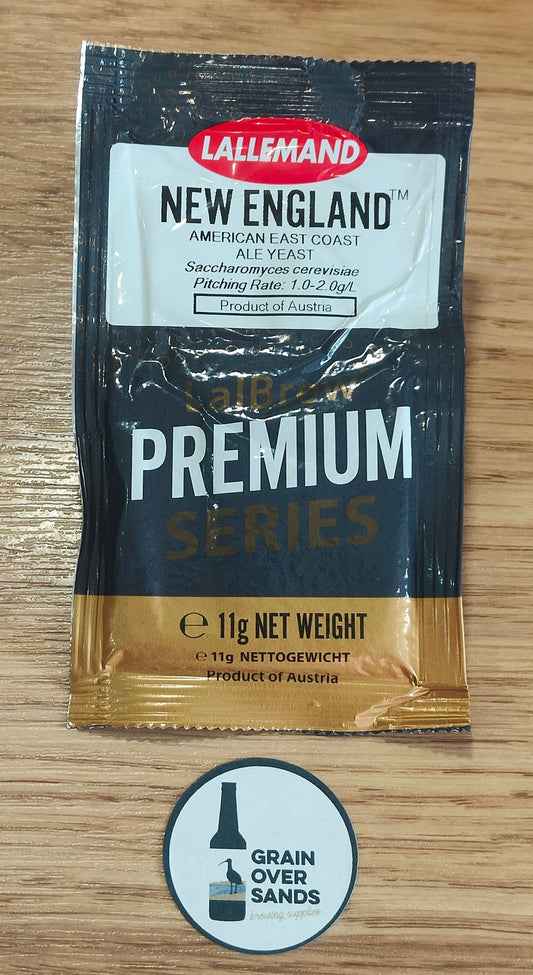 LALLEMAND
NEW ENGLAND™
AMERICAN EAST COAST
ALE YEAST
Saccharomyces cerevisiae
Pitching Rate: 1.0-2.0g/L
Product of Austria
LalBrew
PREMIUM
SERIES
℮ 11g NET WEIGHT
℮ 11g NETTOGEWICHT
Product of Austria
GRAIN
OVER
SANDS
brewing supplies